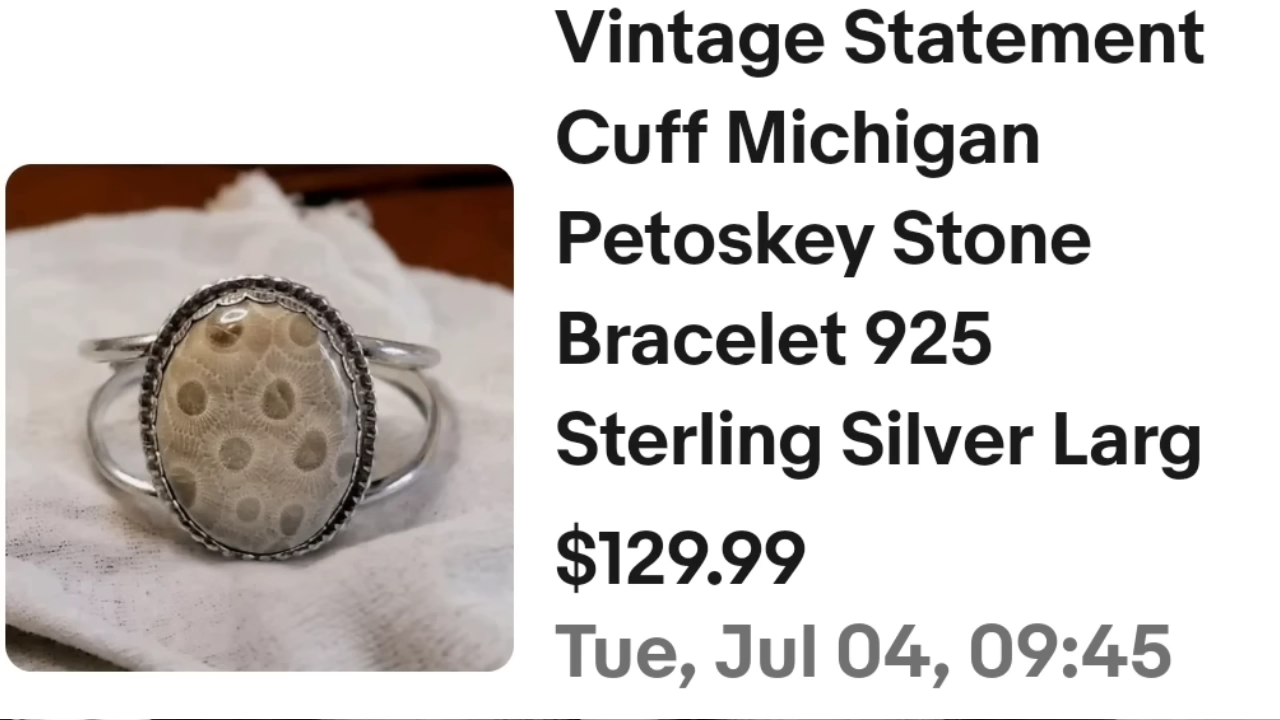 Vintage Statement
Cuff Michigan
Petoskey Stone
Bracelet 925
Sterling Silver Larg
$129.99
Tue, Jul 04, 09:45